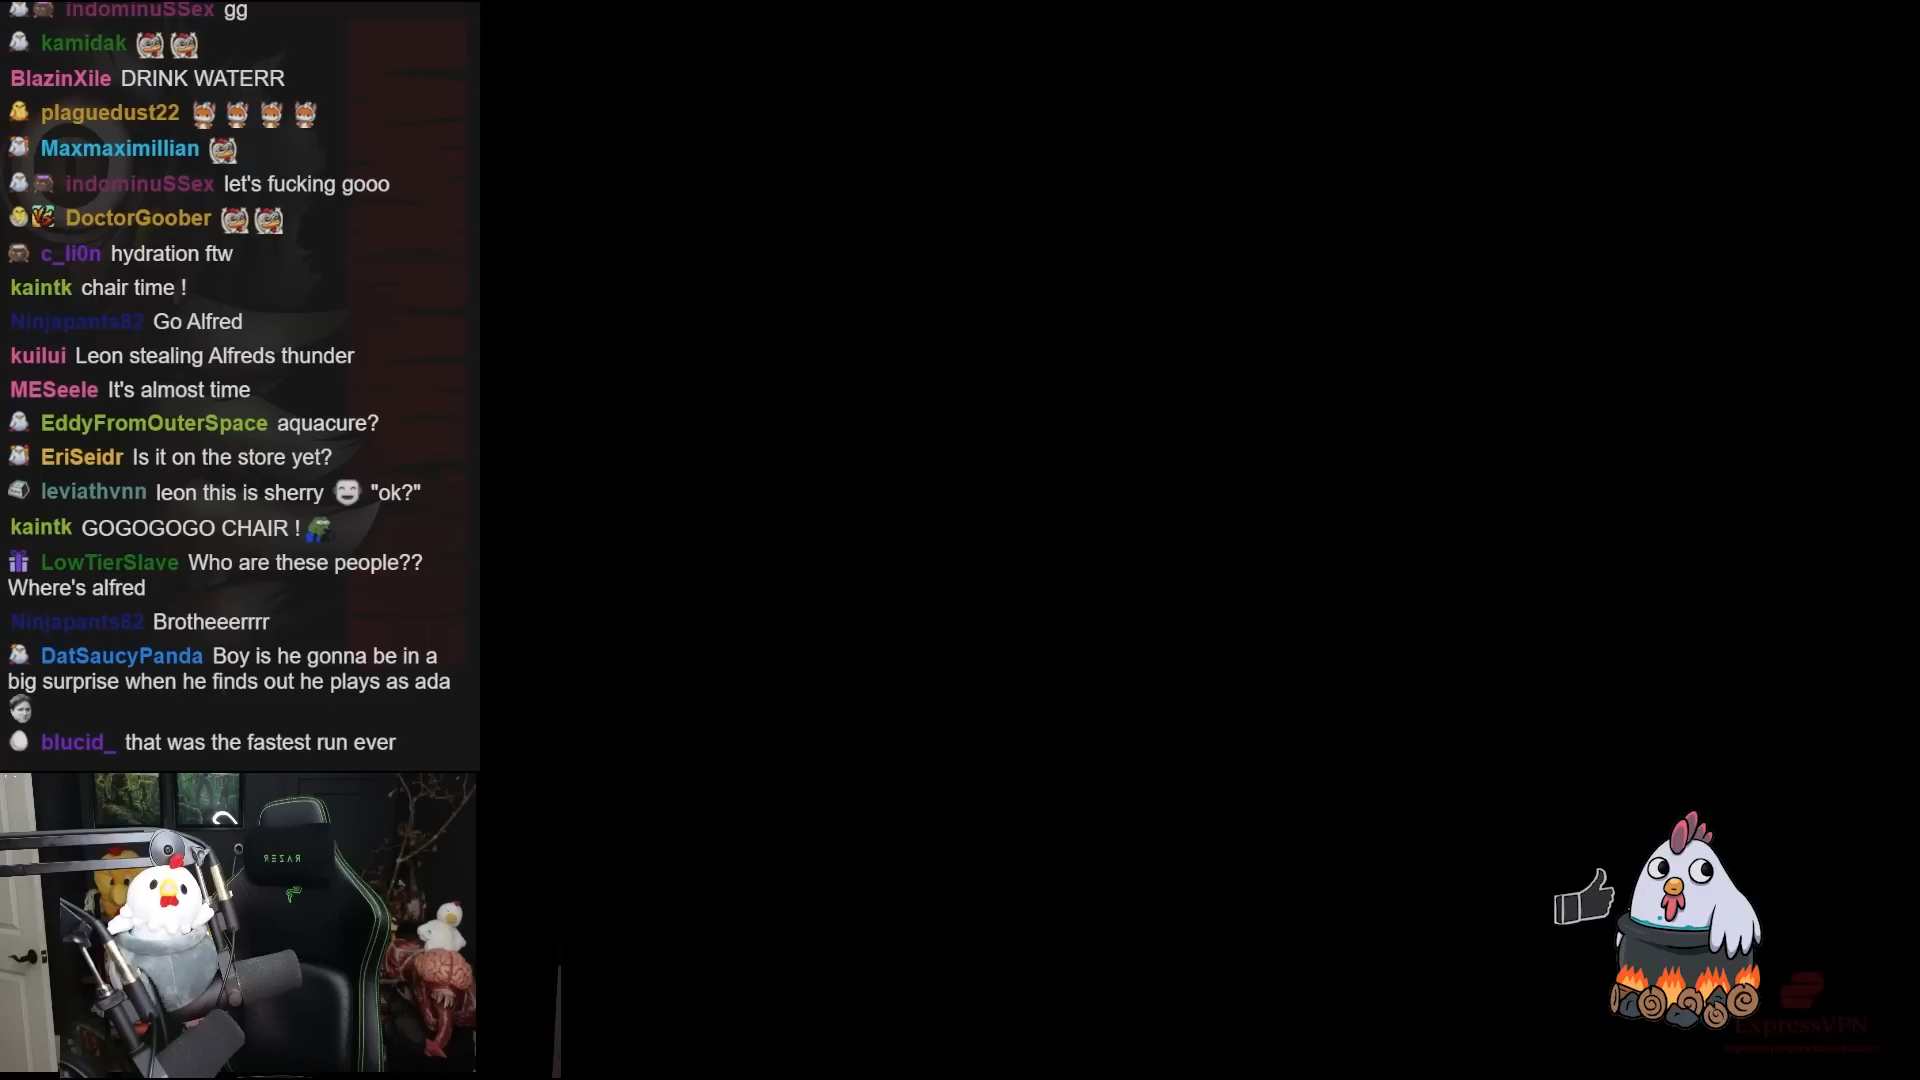 indominuSSex gg
kamidak
BlazinXile DRINK WATERR
plaguedust22
Maxmaximillian
indominuSSex let's fucking gooo
DoctorGoober
c_li0n hydration ftw
kaintk chair time !
Ninjapants82 Go Alfred
kuilui Leon stealing Alfreds thunder
MESeele It's almost time
EddyFromOuterSpace aquacure?
EriSeidr Is it on the store yet?
leviathvnn leon this is sherry "ok?"
kaintk GOGOGOGO CHAIR !
LowTierSlave Who are these people??
Where's alfred
Ninjapants82 Brotheeerrrr
DatSaucyPanda Boy is he gonna be in a
big surprise when he finds out he plays as ada
blucid_ that was the fastest run ever
RAZER
ExpressVPN